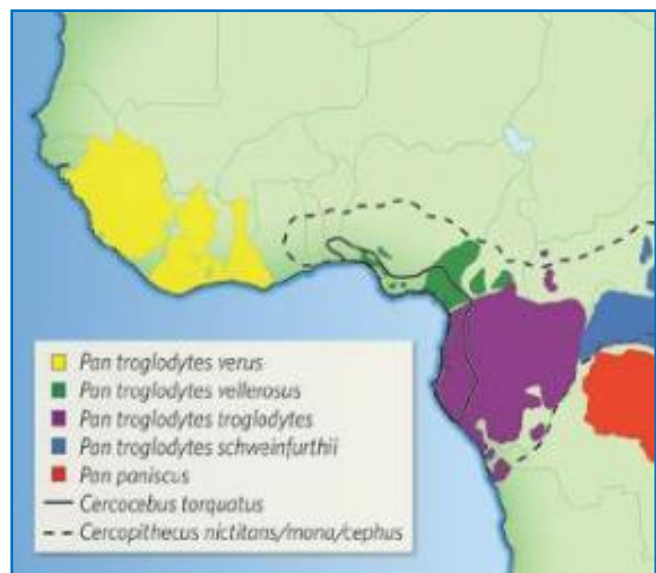 Pan troglodytes verus
Pan troglodytes vellerosus
Pan troglodytes troglodytes
Pan troglodytes schweinfurthii
Pan paniscus
Cercocebus torquatus
Cercopithecus nictitans/mona/cephus